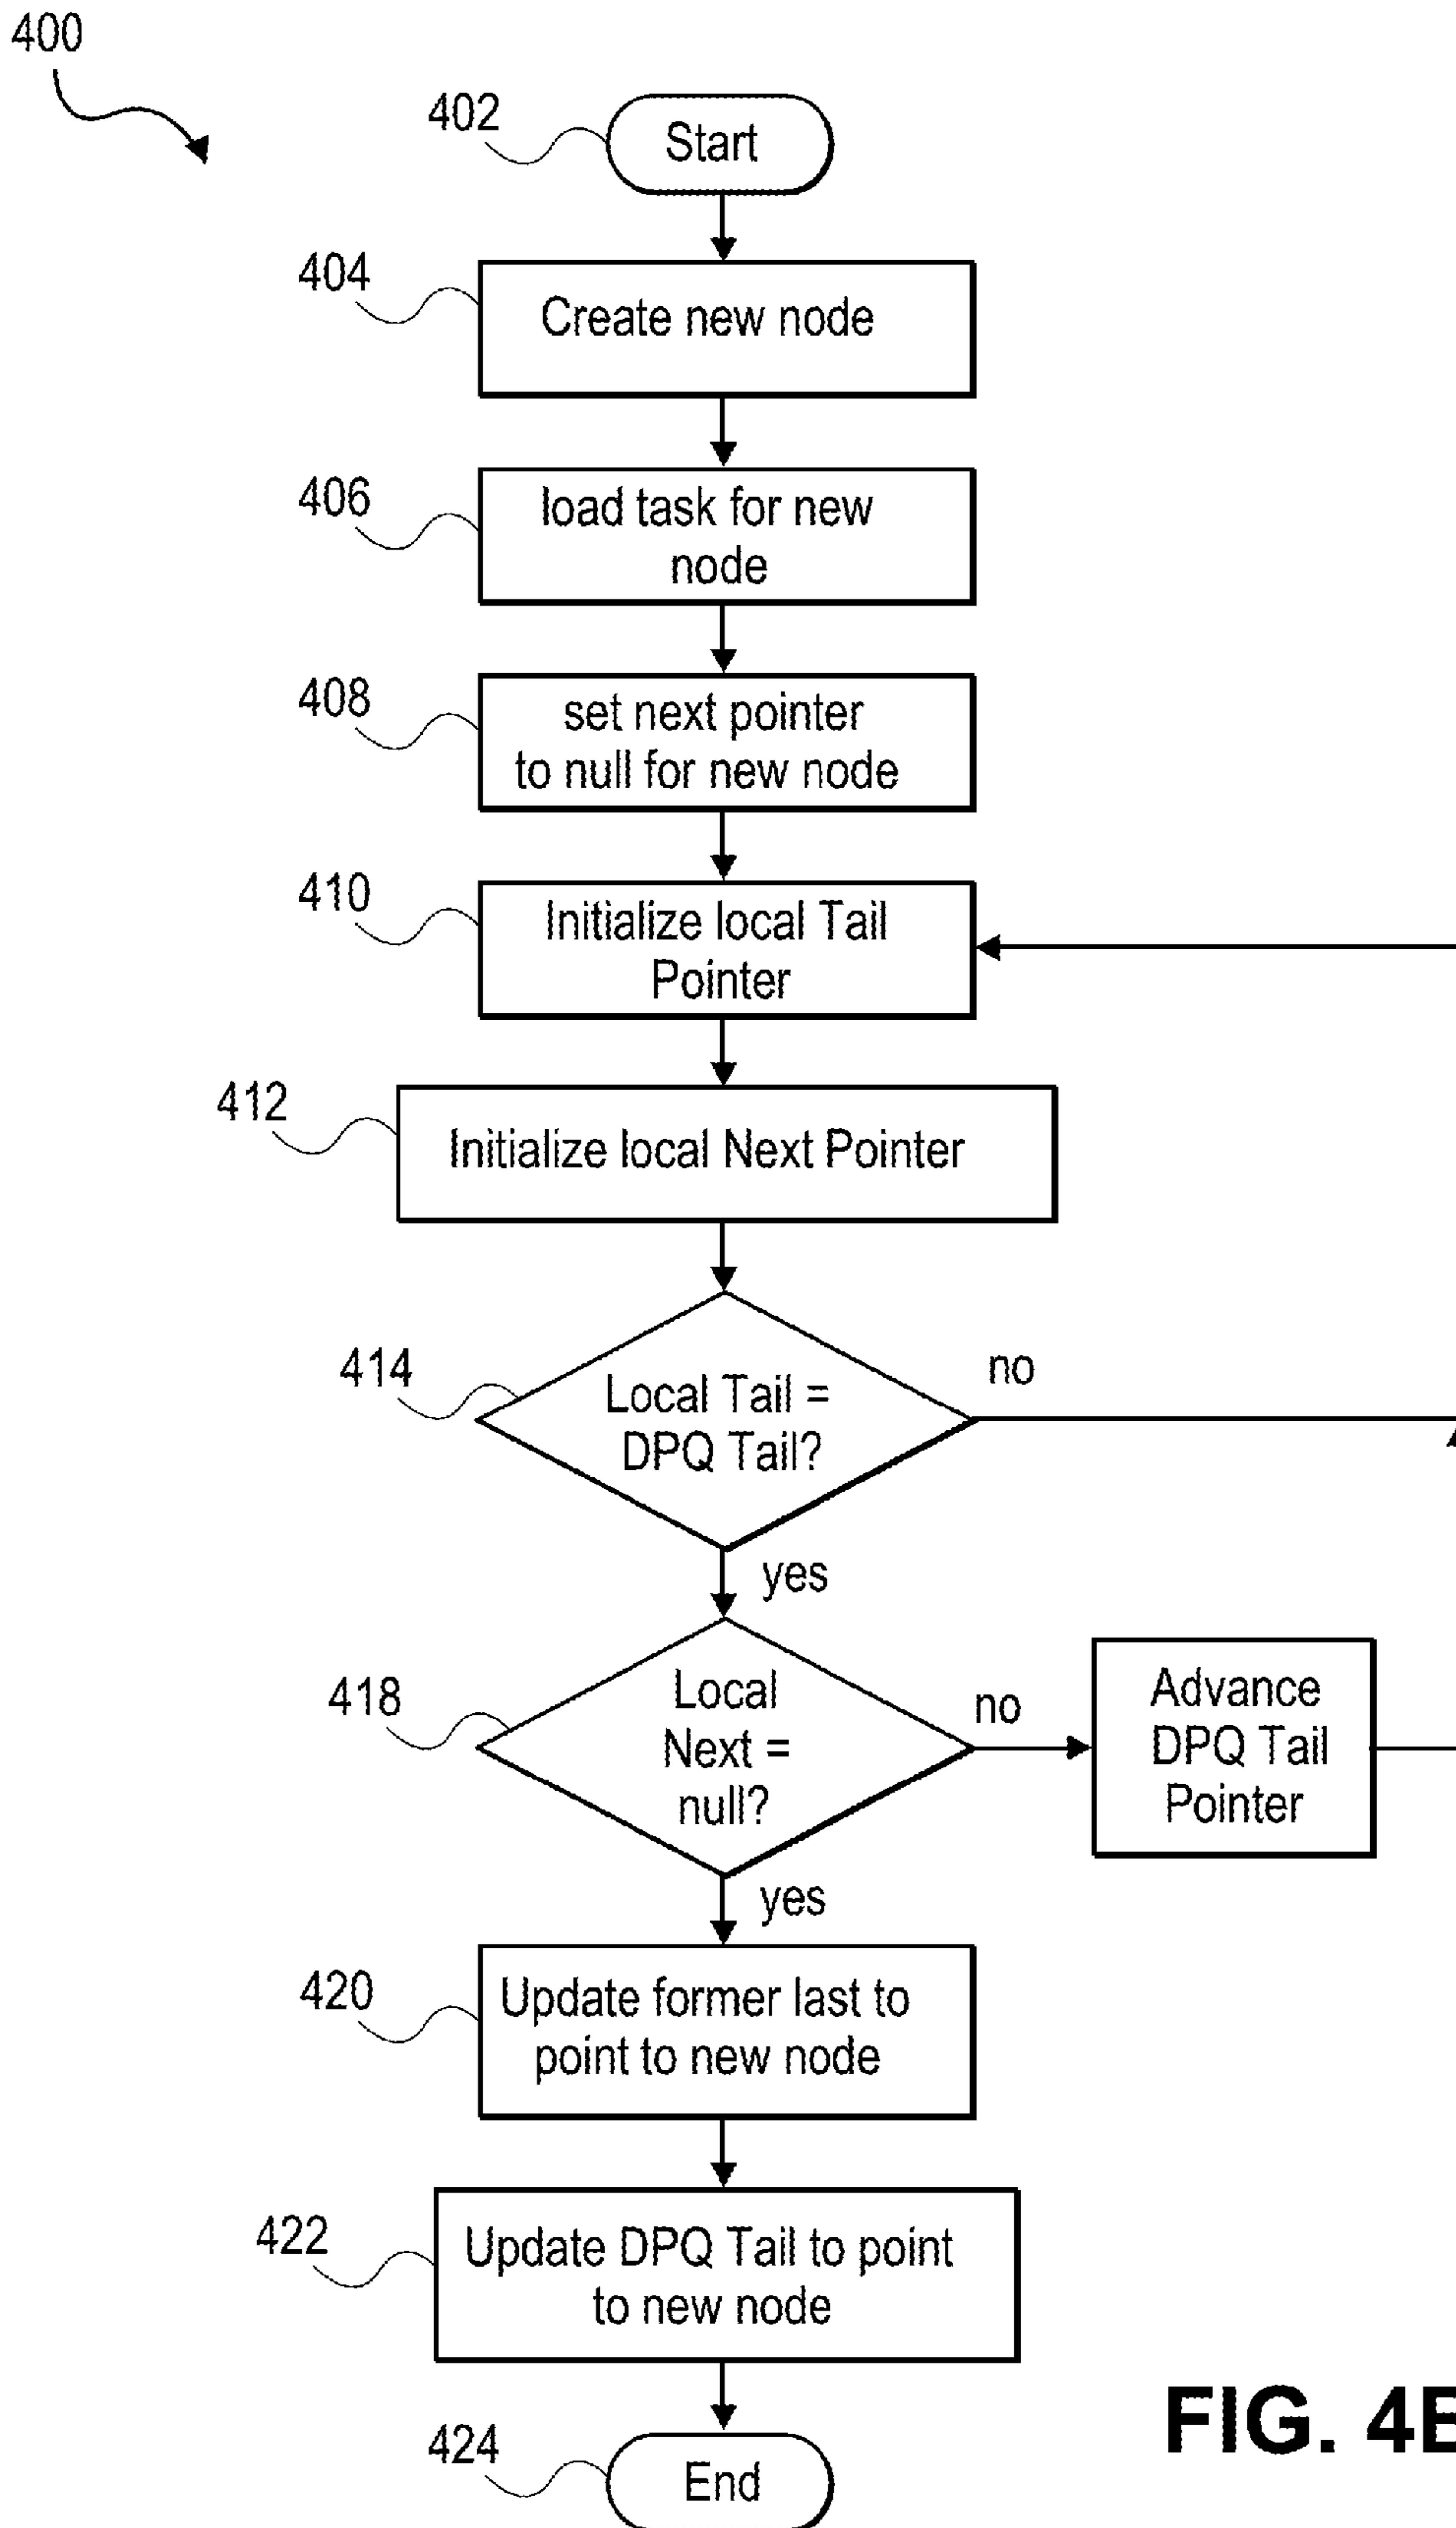 400
402
Start
404
Create new node
406
load task for new
node
408
set next pointer
to null for new node
410
Initialize local Tail
Pointer
412
Initialize local Next Pointer
414
Local Tail =
DPQ Tail?
no
yes
418
Local
Next =
null?
no
Advance
DPQ Tail
Pointer
yes
420
Update former last to
point to new node
422
Update DPQ Tail to point
to new node
424
End
FIG. 4B